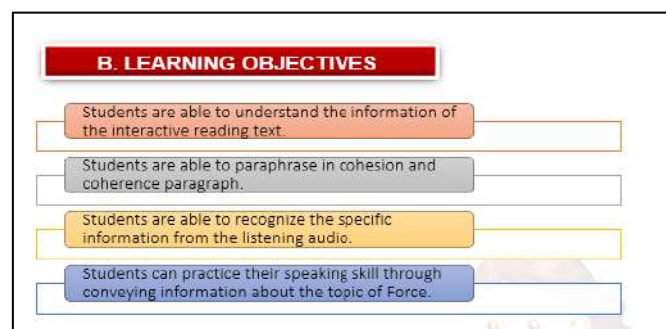 B. LEARNING OBJECTIVES
Students are able to understand the information of
the interactive reading text.
Students are able to paraphrase in cohesion and
coherence paragraph.
Students are able to recognize the specific
information from the listening audio.
Students can practice their speaking skill through
conveying information about the topic of Force.